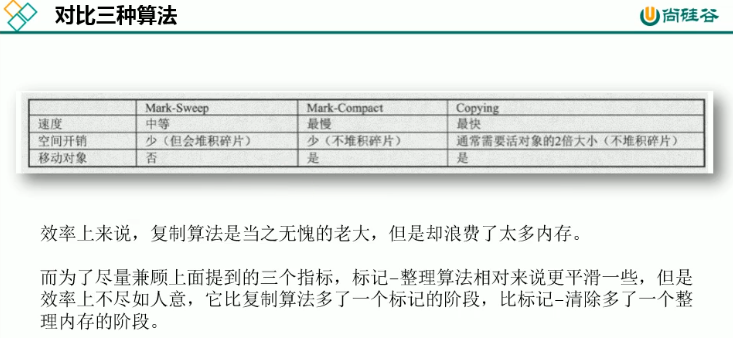 对比三种算法
尚硅谷
Mark-Sweep Mark-Compact Copying
速度 中等 最慢 最快
空间开销 少（但会堆积碎片） 少（不堆积碎片） 通常需要活对象的2倍大小（不堆积碎片）
移动对象 否 是 是
效率上来说，复制算法是当之无愧的老大，但是却浪费了太多内存。
而为了尽量兼顾上面提到的三个指标，标记-整理算法相对来说更平滑一些，但是
效率上不尽如人意，它比复制算法多了一个标记的阶段，比标记-清除多了一个整
理内存的阶段。